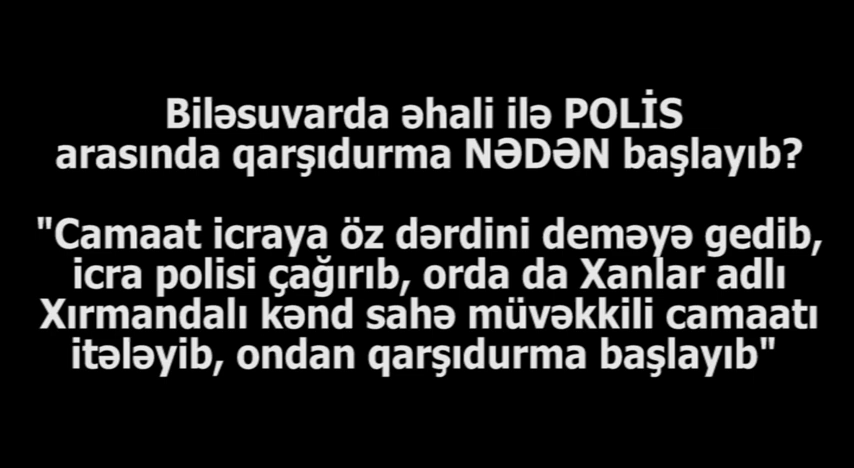 Biləsuvarda əhali ilə POLİS
arasında qarşıdurma NƏDƏN başlayıb?
"Camaat icraya öz dərdini deməyə gedib,
icra polisi çağırıb, orda da Xanlar adlı
Xırmandalı kənd sahə müvəkkili camaatı
itələyib, ondan qarşıdurma başlayıb"